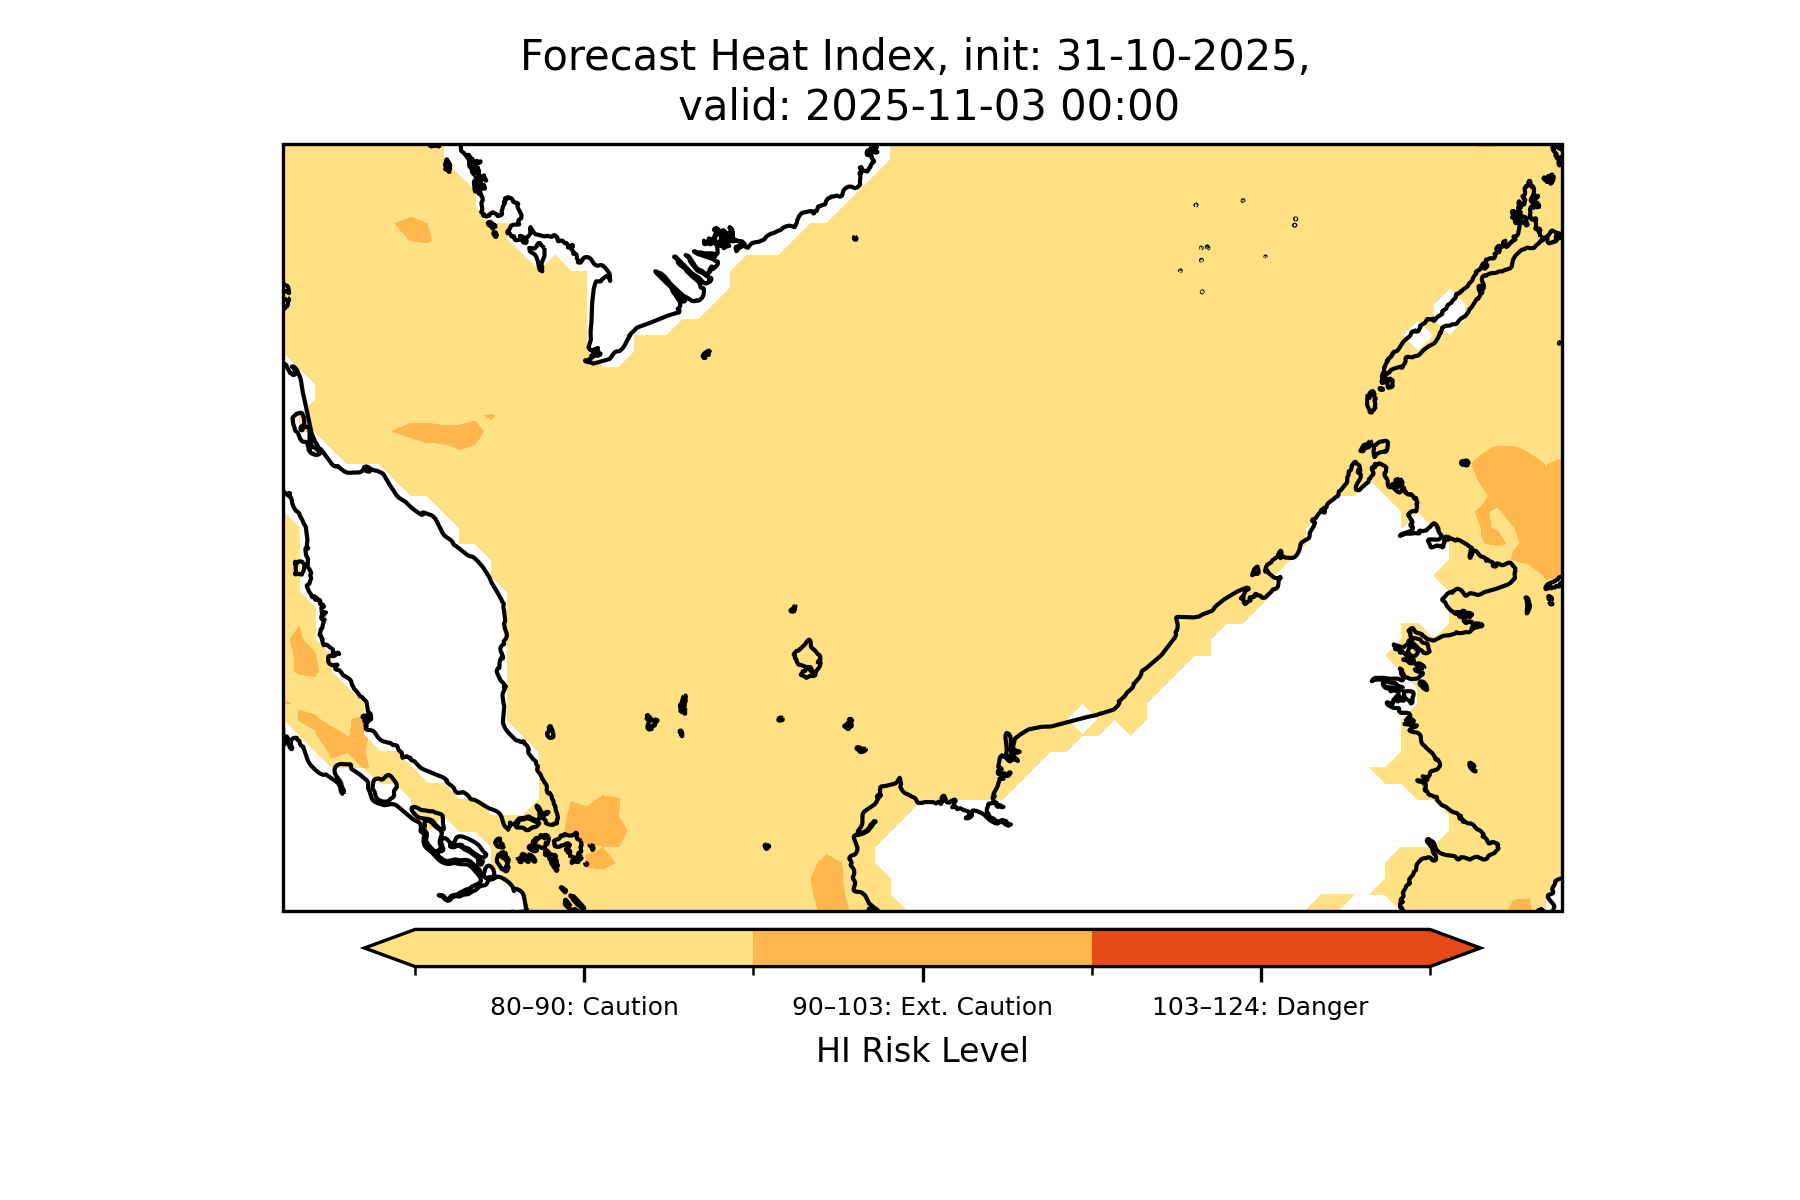 Forecast Heat Index, init: 31-10-2025,
valid: 2025-11-03 00:00
80–90: Caution
90–103: Ext. Caution
103–124: Danger
HI Risk Level